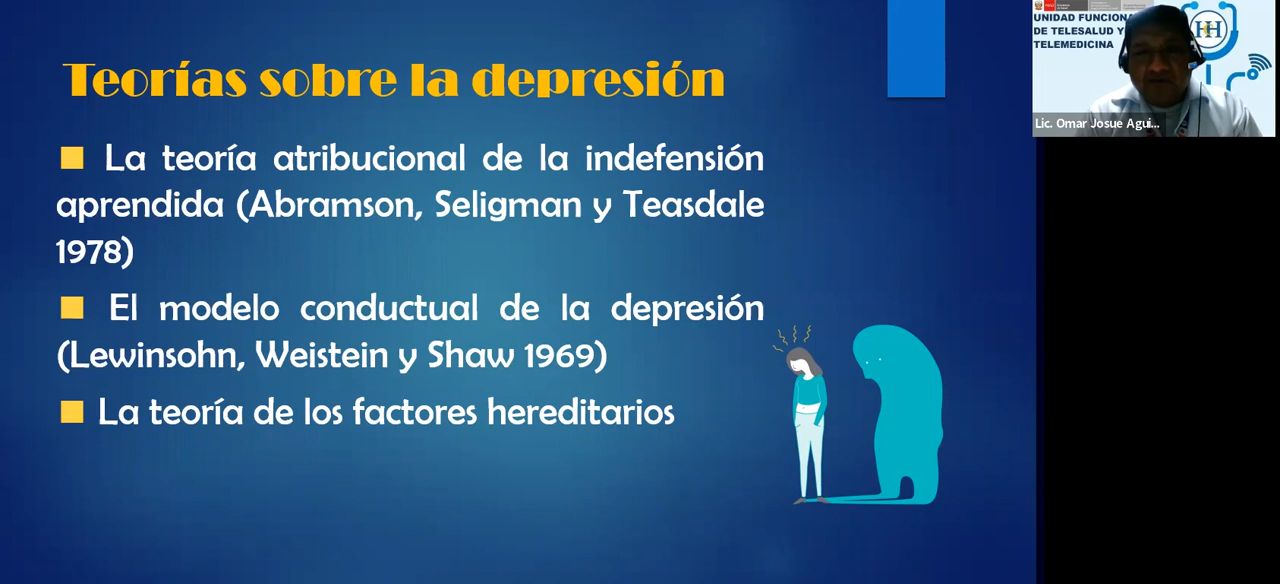 Teorías sobre la depresión
La teoría atribucional de la indefensión
aprendida (Abramson, Seligman y Teasdale
1978)
El modelo conductual de la depresión
(Lewinsohn, Weistein y Shaw 1969)
La teoría de los factores hereditarios
UNIDAD FUNCION
DE TELESALUD Y
TELEMEDICINA
Lic. Omar Josue Agui...